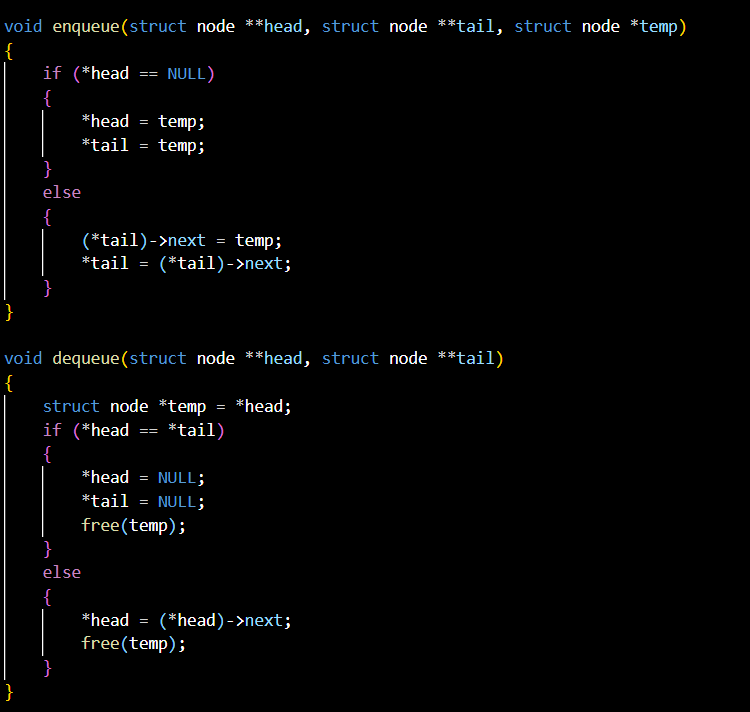 void enqueue(struct node **head, struct node **tail, struct node *temp)
{
    if (*head == NULL)
    {
        *head = temp;
        *tail = temp;
    }
    else
    {
        (*tail)->next = temp;
        *tail = (*tail)->next;
    }
}

void dequeue(struct node **head, struct node **tail)
{
    struct node *temp = *head;
    if (*head == *tail)
    {
        *head = NULL;
        *tail = NULL;
        free(temp);
    }
    else
    {
        *head = (*head)->next;
        free(temp);
    }
}